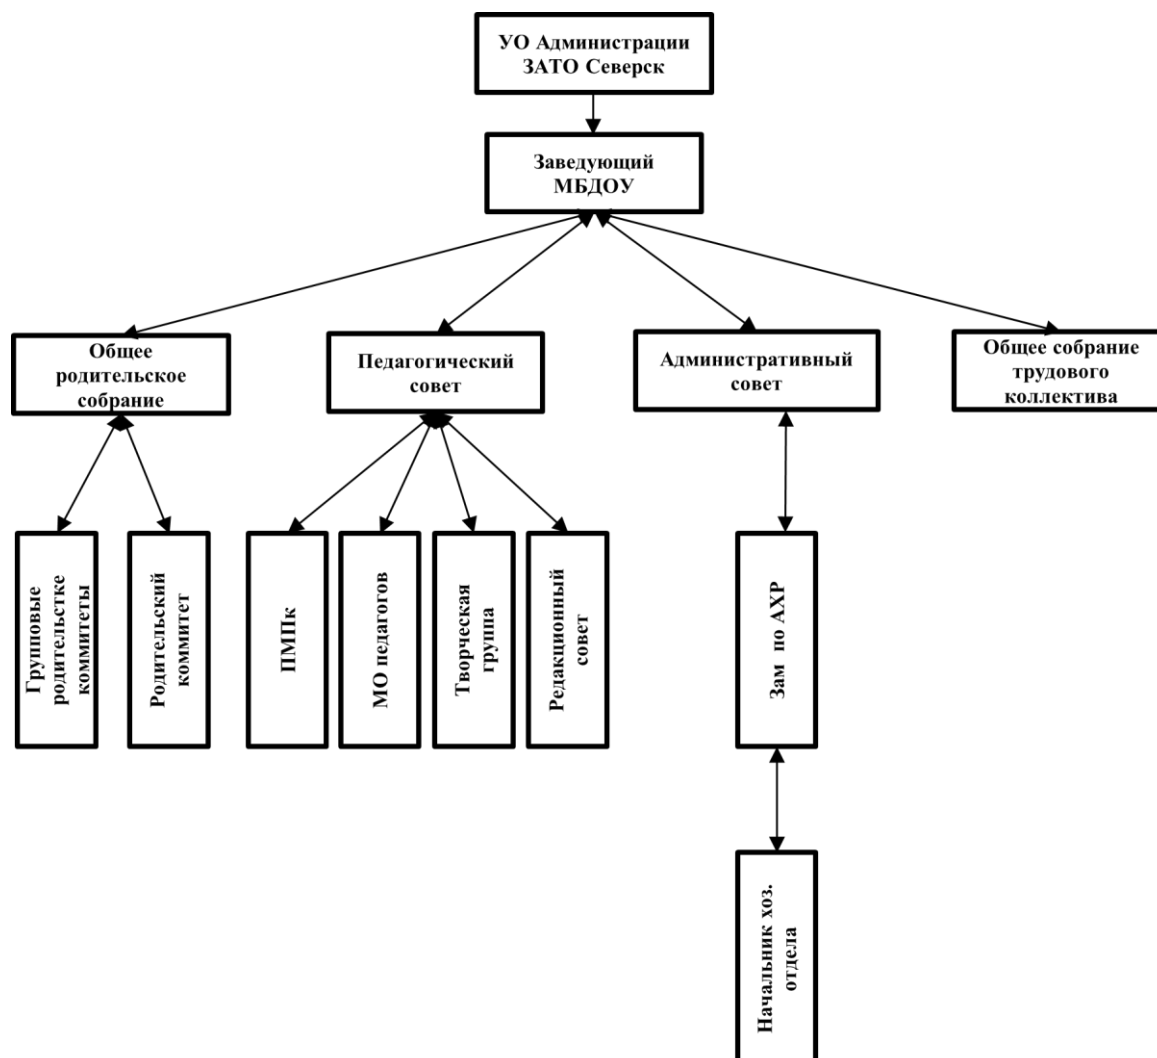 УО Администрации
ЗАТО Северск
Заведующий
МБДОУ
Общее
родительское
собрание
Педагогический
совет
Административный
совет
Общее собрание
трудового
коллектива
Групповые
родительстке
коммитеты
Родительский
коммитет
ПМПк
МО педагогов
Творческая
группа
Редакционный
совет
Зам по АХР
Начальник хоз.
отдела